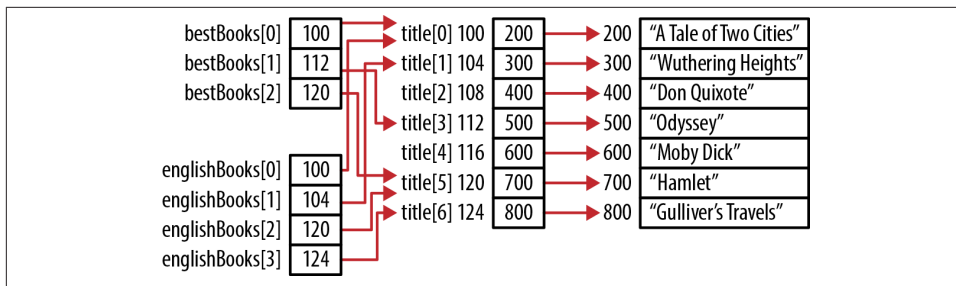 bestBooks[0] 100 title[0] 100 200 200 “A Tale of Two Cities”
bestBooks[1] 112 title[1] 104 300 300 “Wuthering Heights”
bestBooks[2] 120 title[2] 108 400 400 “Don Quixote”
title[3] 112 500 500 “Odyssey”
title[4] 116 600 600 “Moby Dick”
englishBooks[0] 100 title[5] 120 700 700 “Hamlet”
englishBooks[1] 104 title[6] 124 800 800 “Gulliver’s Travels”
englishBooks[2] 120
englishBooks[3] 124